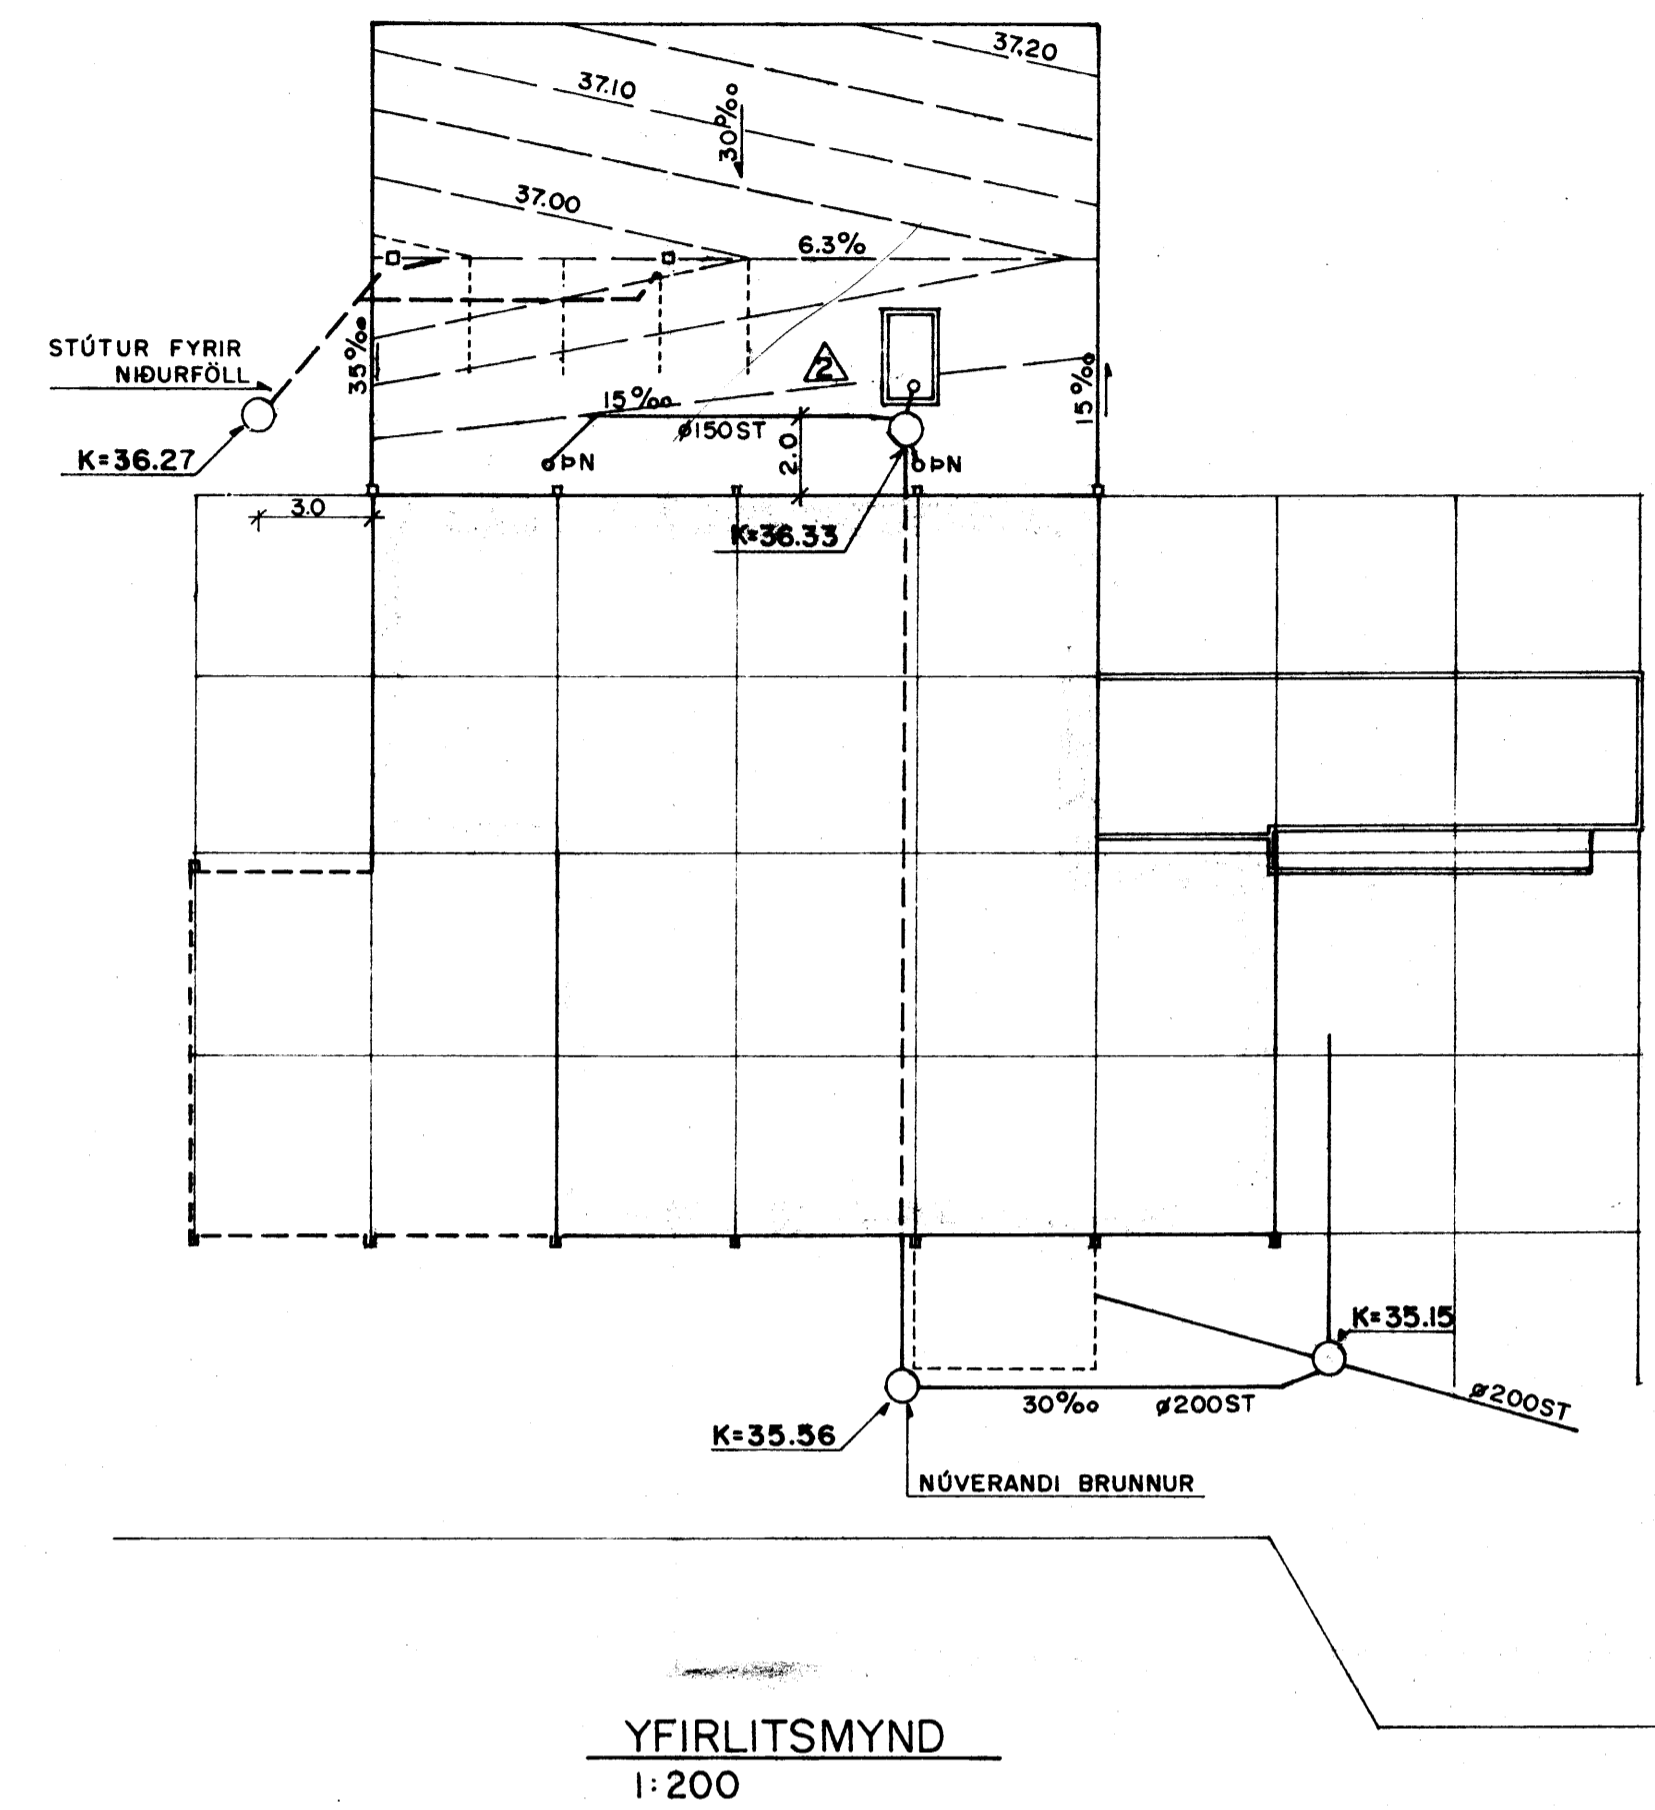 37.20
37.10
30‰
37.00
6.3%
STÚTUR FYRIR
NIÐURFÖLL
35‰
2
15‰
15‰
ø150ST
2.0
K=36.27
ÞN
ÞN
3.0
K=36.33
K=35.15
30‰
ø200ST
ø200ST
K=35.56
NÚVERANDI BRUNNUR
YFIRLITSMYND
1:200